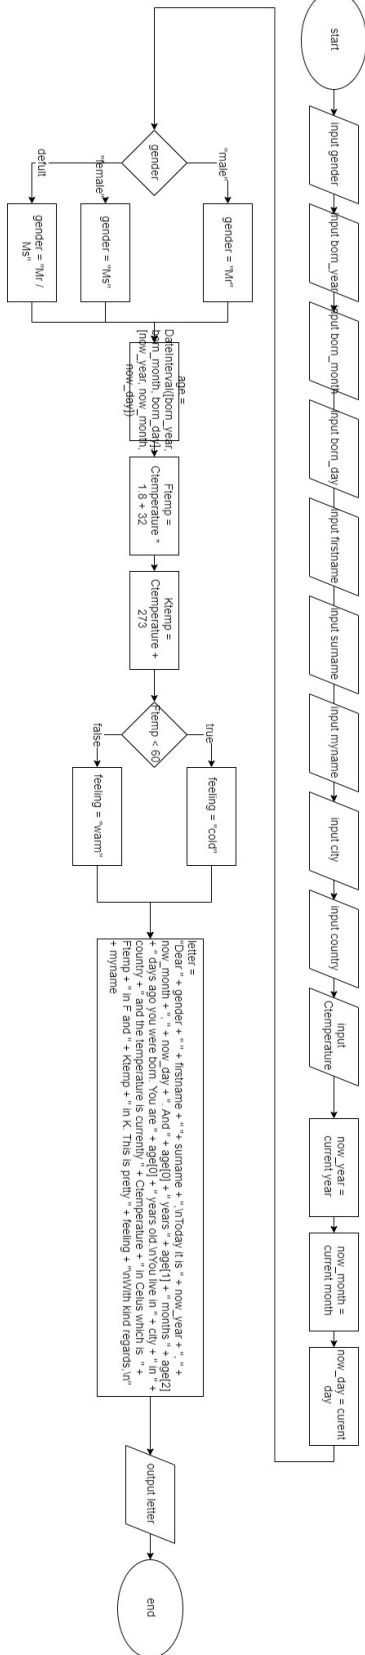 start
input gender
input born_year
input born_month
input born_day
input firstname
input surname
input myname
input city
input country
input
Ctemperature
now_year =
current year
now_month =
current month
now_day = curent
day
gender
"male"
"female"
defult
gender = "Mr"
gender = "Ms"
gender = "Mr /
Ms"
age =
DateInterval([born_year,
born_month, born_day],
[now_year, now_month,
now_day])
Ftemp =
Ctemperature *
1.8 + 32
Ktemp =
Ctemperature +
273
Ftemp < 60
true
false
feeling = "cold"
feeling = "warm"
letter =
"Dear " + gender + " " + firstname + " "+ surname + ",\nToday it is " + now_year + ", " +
now_month + ", " + now_day + ". And " + age[0] + " years " + age[1] + " months " + age[2]
+ " days ago you were born. You are " + age[0] + " years old.\nYou live in " + city + " in" +
country + " and the temperature is currently " + Ctemperature + " in Celus which is " +
Ftemp + " in F and " + Ktemp + " in K. This is pretty " + feeling + "\nWith kind regards,\n"
+ myname
output letter
end